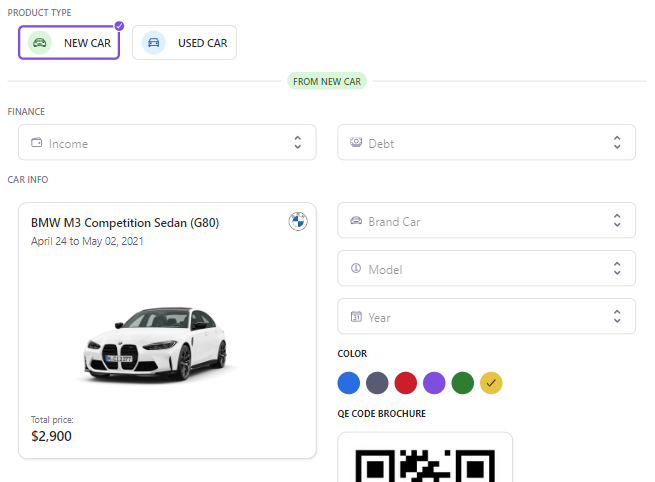 PRODUCT TYPE
NEW CAR
USED CAR
FROM NEW CAR
FINANCE
Income
Debt
CAR INFO
BMW M3 Competition Sedan (G80)
April 24 to May 02, 2021
Brand Car
Model
Year
COLOR
QE CODE BROCHURE
Total price:
$2,900